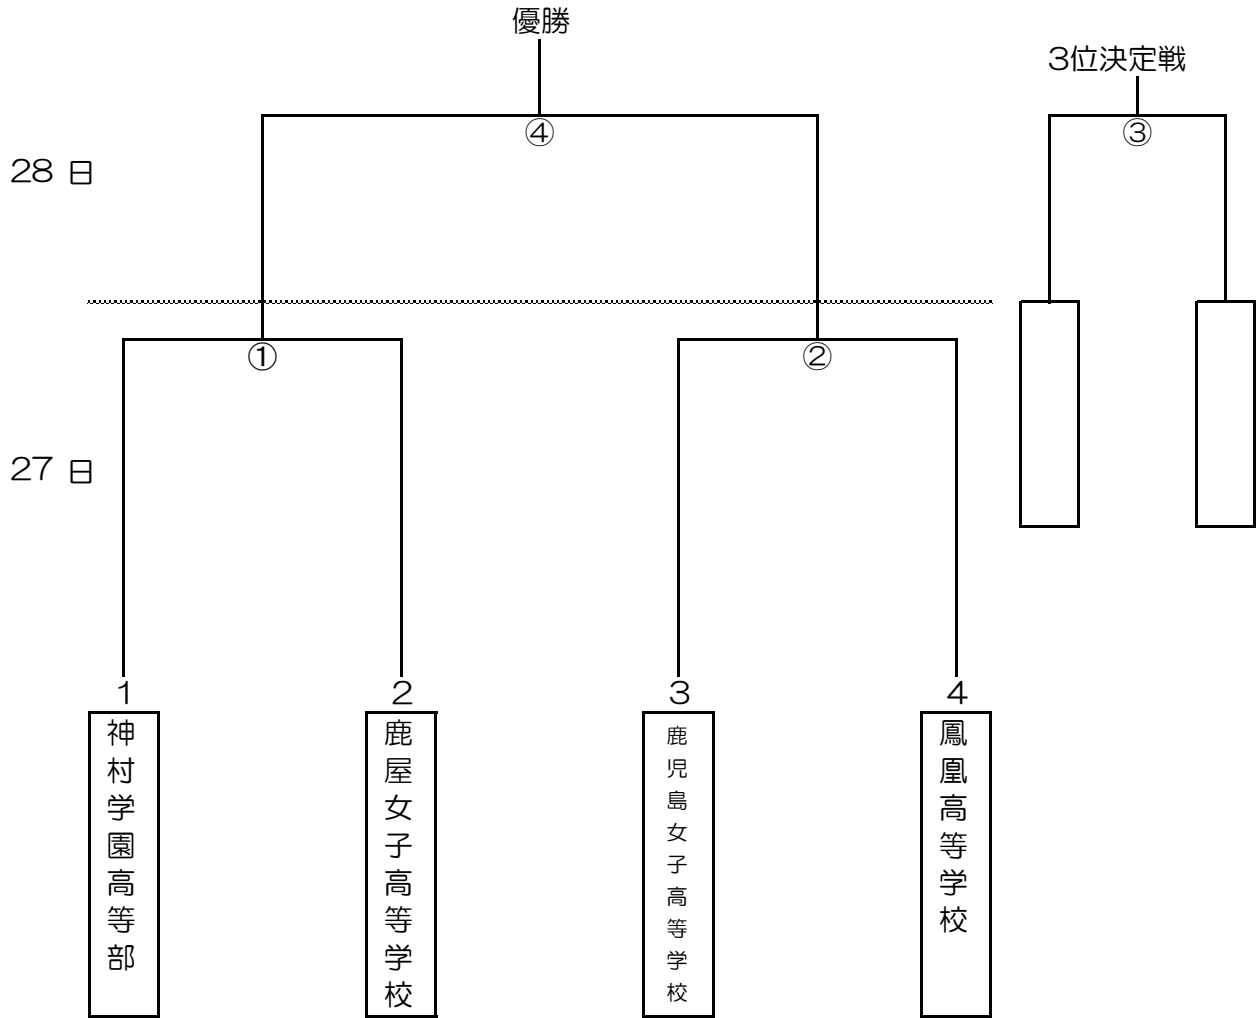 優勝
3位決定戦
④
③
28 日
①
②
27 日
1
2
3
4
神村学園高等部
鹿屋女子高等学校
鹿児島女子高等学校
鳳凰高等学校